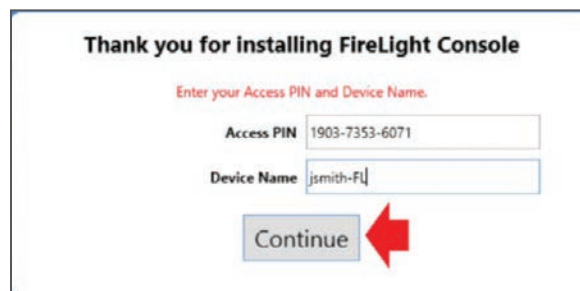 Thank you for installing FireLight Console
Enter your Access PIN and Device Name.
Access PIN 1903-7353-6071
Device Name jsmith-FL
Continue